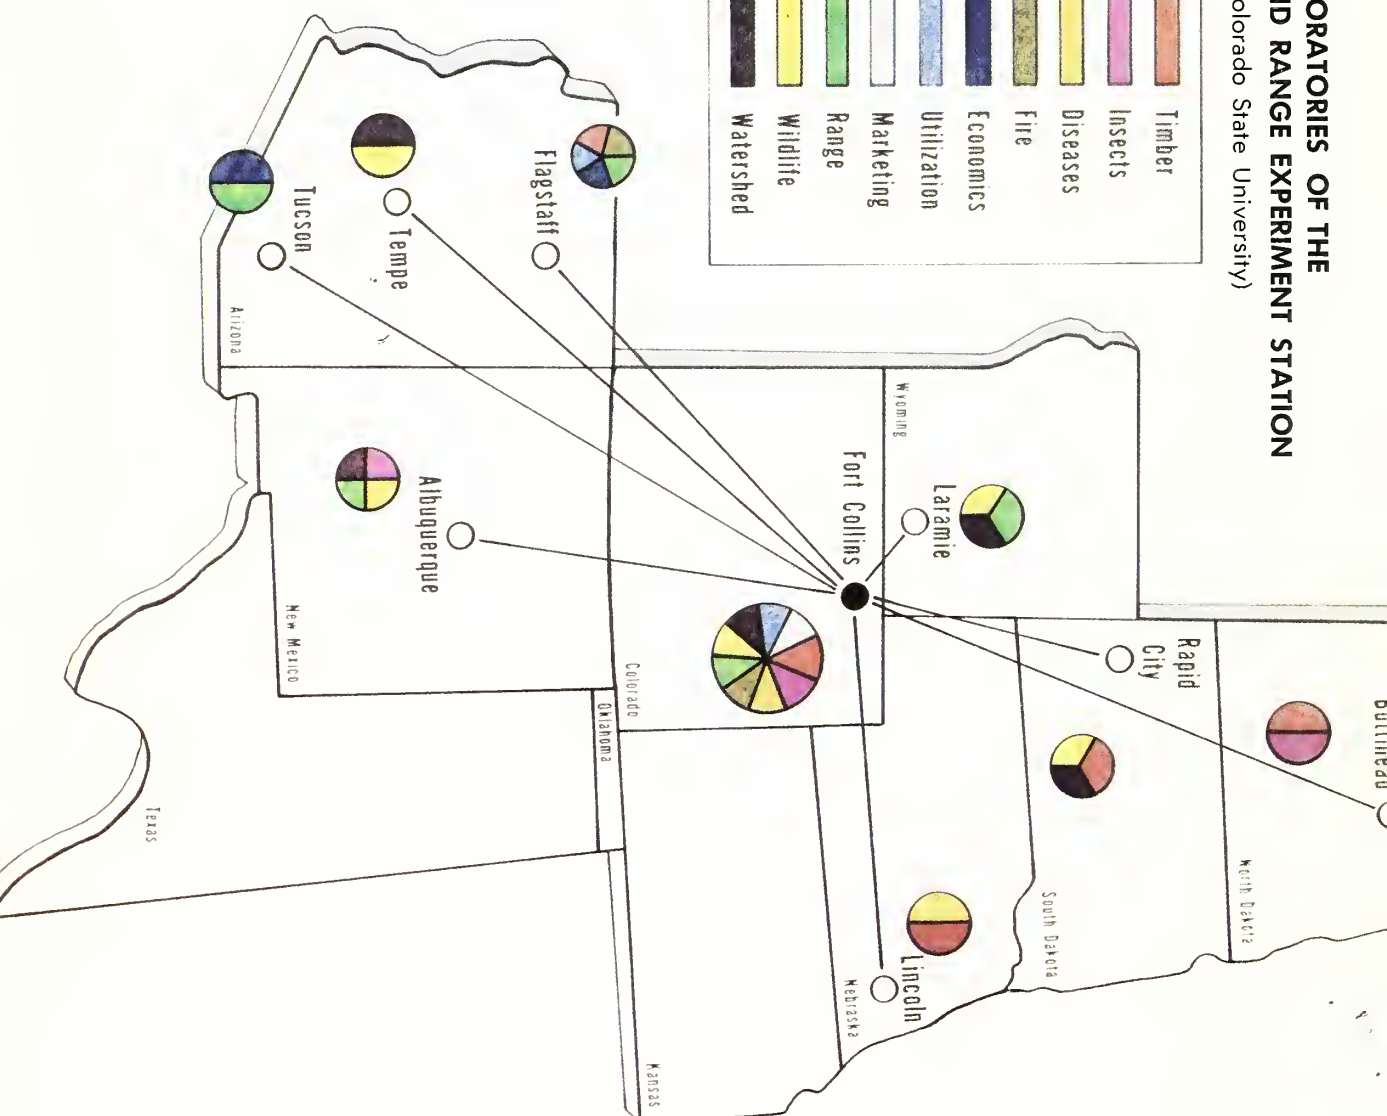 ORATORIES OF THE
ND RANGE EXPERIMENT STATION
olorado State University)
Timber
Insects
Diseases
Fire
Economics
Utilization
Marketing
Range
Wildlife
Watershed
Bottineau
North Dakota
Rapid
City
South Dakota
Wyoming
Laramie
Fort Collins
Lincoln
Nebraska
Colorado
Kansas
Oklahoma
Flagstaff
Tempe
Tucson
Arizona
Albuquerque
New Mexico
Texas